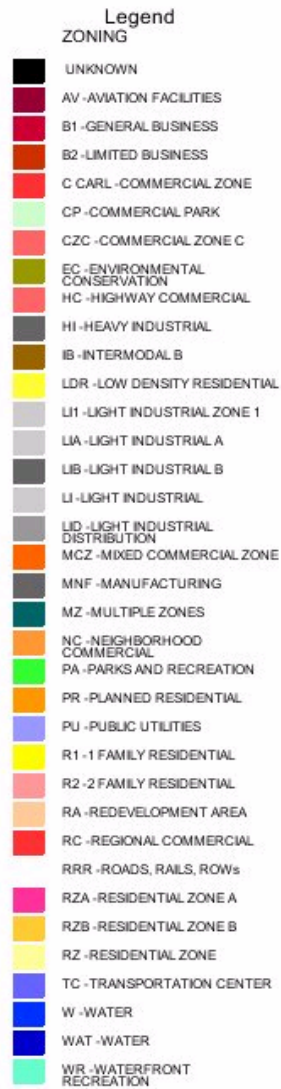 Legend
ZONING
UNKNOWN
AV -AVIATION FACILITIES
B1 -GENERAL BUSINESS
B2 -LIMITED BUSINESS
C CARL -COMMERCIAL ZONE
CP -COMMERCIAL PARK
CZC -COMMERCIAL ZONE C
EC -ENVIRONMENTAL
CONSERVATION
HC -HIGHWAY COMMERCIAL
HI -HEAVY INDUSTRIAL
IB -INTERMODAL B
LDR -LOW DENSITY RESIDENTIAL
LI1 -LIGHT INDUSTRIAL ZONE 1
LIA -LIGHT INDUSTRIAL A
LIB -LIGHT INDUSTRIAL B
LI -LIGHT INDUSTRIAL
LID -LIGHT INDUSTRIAL
DISTRIBUTION
MCZ -MIXED COMMERCIAL ZONE
MNF -MANUFACTURING
MZ -MULTIPLE ZONES
NC -NEIGHBORHOOD
COMMERCIAL
PA -PARKS AND RECREATION
PR -PLANNED RESIDENTIAL
PU -PUBLIC UTILITIES
R1 -1 FAMILY RESIDENTIAL
R2 -2 FAMILY RESIDENTIAL
RA -REDEVELOPMENT AREA
RC -REGIONAL COMMERCIAL
RRR -ROADS, RAILS, ROWs
RZA -RESIDENTIAL ZONE A
RZB -RESIDENTIAL ZONE B
RZ -RESIDENTIAL ZONE
TC -TRANSPORTATION CENTER
W -WATER
WAT -WATER
WR -WATERFRONT
RECREATION